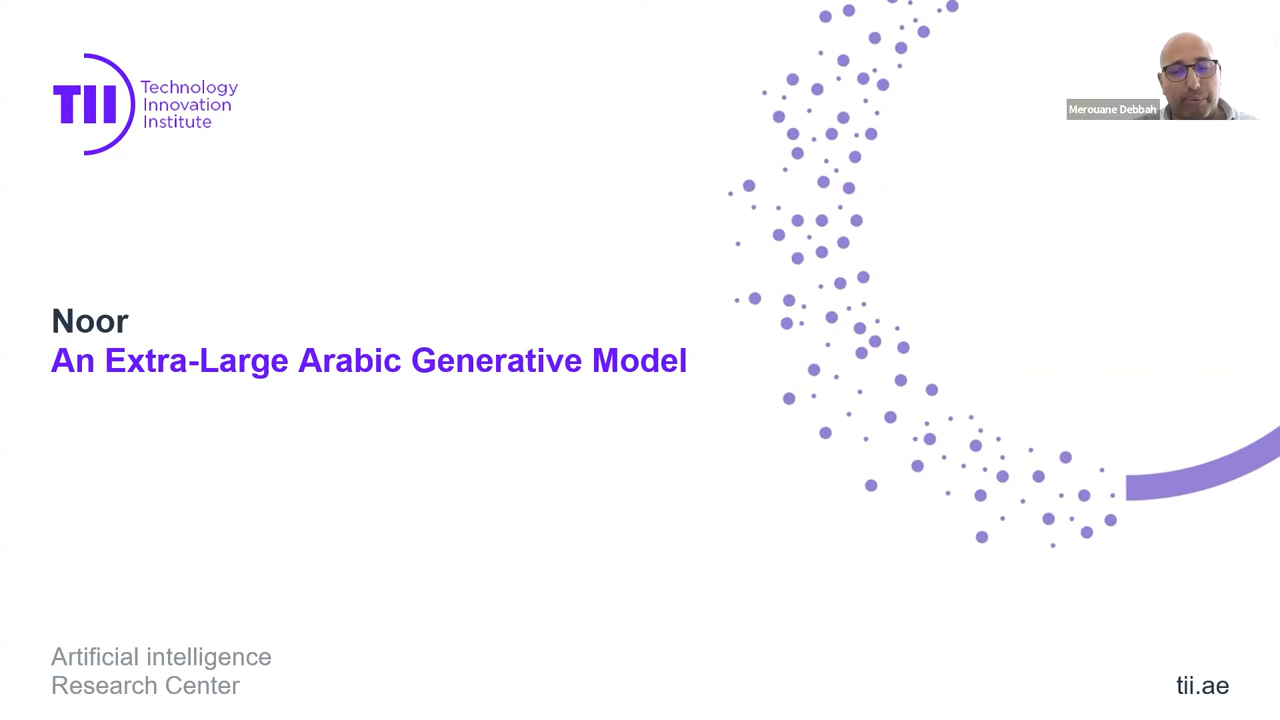 TII
Technology
Innovation
Institute
Merouane Debbah
Noor
An Extra-Large Arabic Generative Model
Artificial intelligence
Research Center
tii.ae